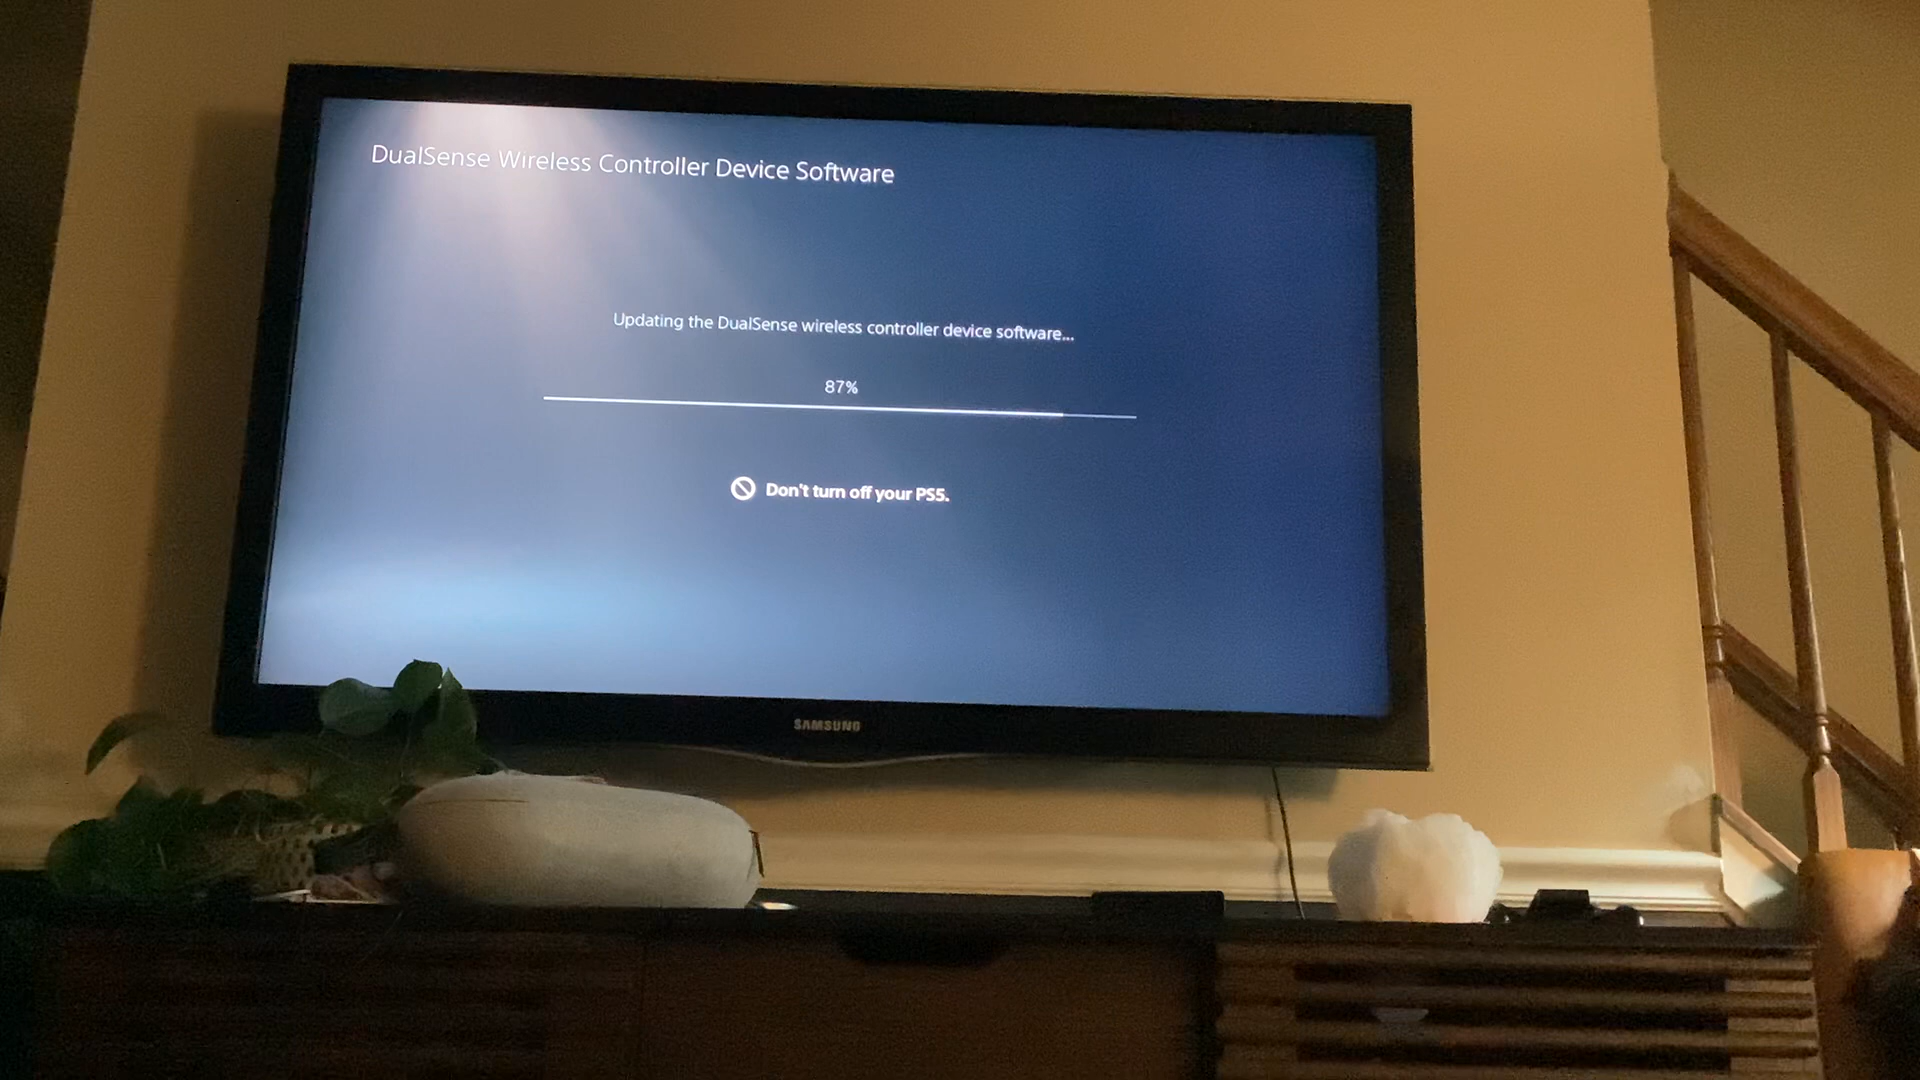 DualSense Wireless Controller Device Software
Updating the DualSense wireless controller device software...
87%
Don't turn off your PS5.
SAMSUNG